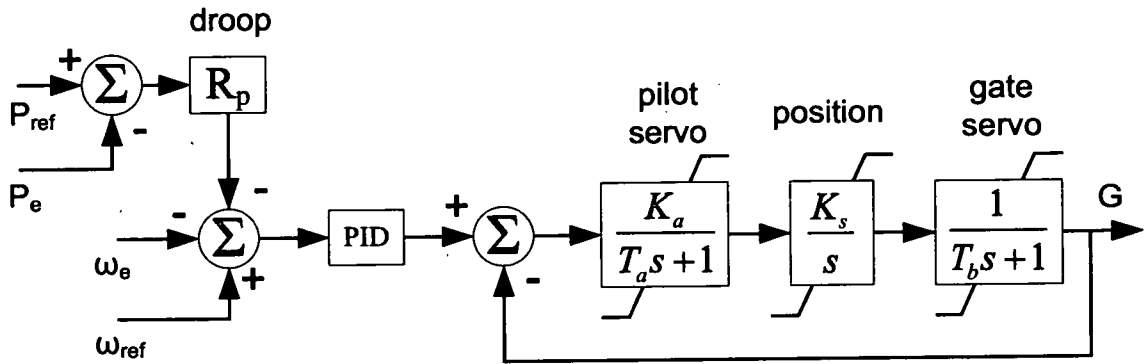 droop
+
Σ
R_p
P_ref
-
P_e
pilot
servo
position
gate
servo
-
-
Σ
PID
+
Σ
K_a
T_a s + 1
K_s
s
1
T_b s + 1
G
ω_e
+
-
ω_ref